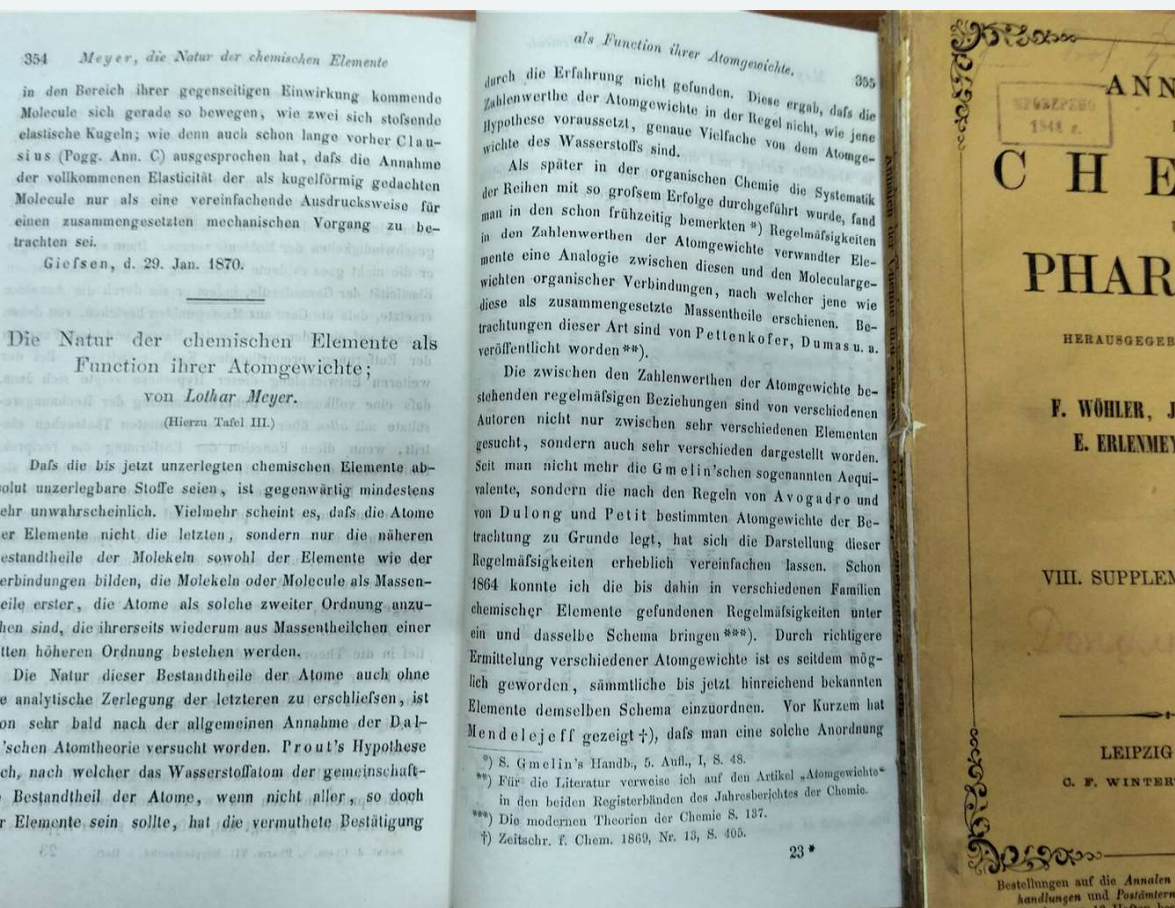 354 Meyer, die Natur der chemischen Elemente
in den Bereich ihrer gegenseitigen Einwirkung kommende
Molecule sich gerade so bewegen, wie zwei sich stofsende
elastische Kugeln; wie denn auch schon lange vorher Clau-
sius (Pogg. Ann. C) ausgesprochen hat, dafs die Annahme
der vollkommenen Elasticität der als kugelförmig gedachten
Molecule nur als eine vereinfachende Ausdrucksweise für
einen zusammengesetzten mechanischen Vorgang zu be-
trachten sei.
Giefsen, d. 29. Jan. 1870.
Die Natur der chemischen Elemente als
Function ihrer Atomgewichte;
von Lothar Meyer.
(Hierzu Tafel III.)
Dafs die bis jetzt unzerlegten chemischen Elemente ab-
olut unzerlegbare Stoffe seien, ist gegenwärtig mindestens
ehr unwahrscheinlich. Vielmehr scheint es, dafs die Atome
er Elemente nicht die letzten, sondern nur die näheren
estandtheile der Molekeln sowohl der Elemente wie der
erbindungen bilden, die Molekeln oder Molecule als Massen-
eile erster, die Atome als solche zweiter Ordnung anzu-
hen sind, die ihrerseits wiederum aus Massentheilchen einer
tten höheren Ordnung bestehen werden.
Die Natur dieser Bestandtheile der Atome auch ohne
e analytische Zerlegung der letzteren zu erschliefsen, ist
on sehr bald nach der allgemeinen Annahme der Dal-
'schen Atomtheorie versucht worden. Prout's Hypothese
ch, nach welcher das Wasserstoffatom der gemeinschaft-
Bestandtheil der Atome, wenn nicht aller, so doch
r Elemente sein sollte, hat die vermuthete Bestätigung
als Function ihrer Atomgewichte. 355
durch die Erfahrung nicht gefunden. Diese ergab, dafs die
Zahlenwerthe der Atomgewichte in der Regel nicht, wie jene
Hypothese voraussetzt, genaue Vielfache von dem Atomge-
wichte des Wasserstoffs sind.
Als später in der organischen Chemie die Systematik
der Reihen mit so grofsem Erfolge durchgeführt wurde, fand
man in den schon frühzeitig bemerkten *) Regelmäfsigkeiten
in den Zahlenwerthen der Atomgewichte verwandter Ele-
mente eine Analogie zwischen diesen und den Moleculargе-
wichten organischer Verbindungen, nach welcher jene wie
diese als zusammengesetzte Massentheile erschienen. Be-
trachtungen dieser Art sind von Pettenkofer, Dumas u. a.
veröffentlicht worden **).
Die zwischen den Zahlenwerthen der Atomgewichte be-
stehenden regelmäfsigen Beziehungen sind von verschiedenen
Autoren nicht nur zwischen sehr verschiedenen Elementen
gesucht, sondern auch sehr verschieden dargestellt worden.
Seit man nicht mehr die Gmelin'schen sogenannten Aequi-
valente, sondern die nach den Regeln von Avogadro und
von Dulong und Petit bestimmten Atomgewichte der Be-
trachtung zu Grunde legt, hat sich die Darstellung dieser
Regelmäfsigkeiten erheblich vereinfachen lassen. Schon
1864 konnte ich die bis dahin in verschiedenen Familien
chemischer Elemente gefundenen Regelmäfsigkeiten unter
ein und dasselbe Schema bringen ***). Durch richtigere
Ermittelung verschiedener Atomgewichte ist es seitdem mög-
lich geworden, sämmtliche bis jetzt hinreichend bekannten
Elemente demselben Schema einzuordnen. Vor Kurzem hat
Mendelejeff gezeigt †), dafs man eine solche Anordnung
*) S. Gmelin's Handb., 5. Aufl., I, S. 48.
**) Für die Literatur verweise ich auf den Artikel „Atomgewichte"
in den beiden Registerbänden des Jahresberichtes der Chemie.
***) Die modernen Theorien der Chemie S. 137.
†) Zeitschr. f. Chem. 1869, Nr. 13, S. 405.
23 *
ANN
ПРОВЕРЕНО
1948 г.
CHE
PHAR
HERAUSGEGEB
F. WÖHLER, J
E. ERLENMEY
VIII. SUPPLEM
LEIPZIG
C. F. WINTER
Bestellungen auf die Annalen
handlungen und Postämtern